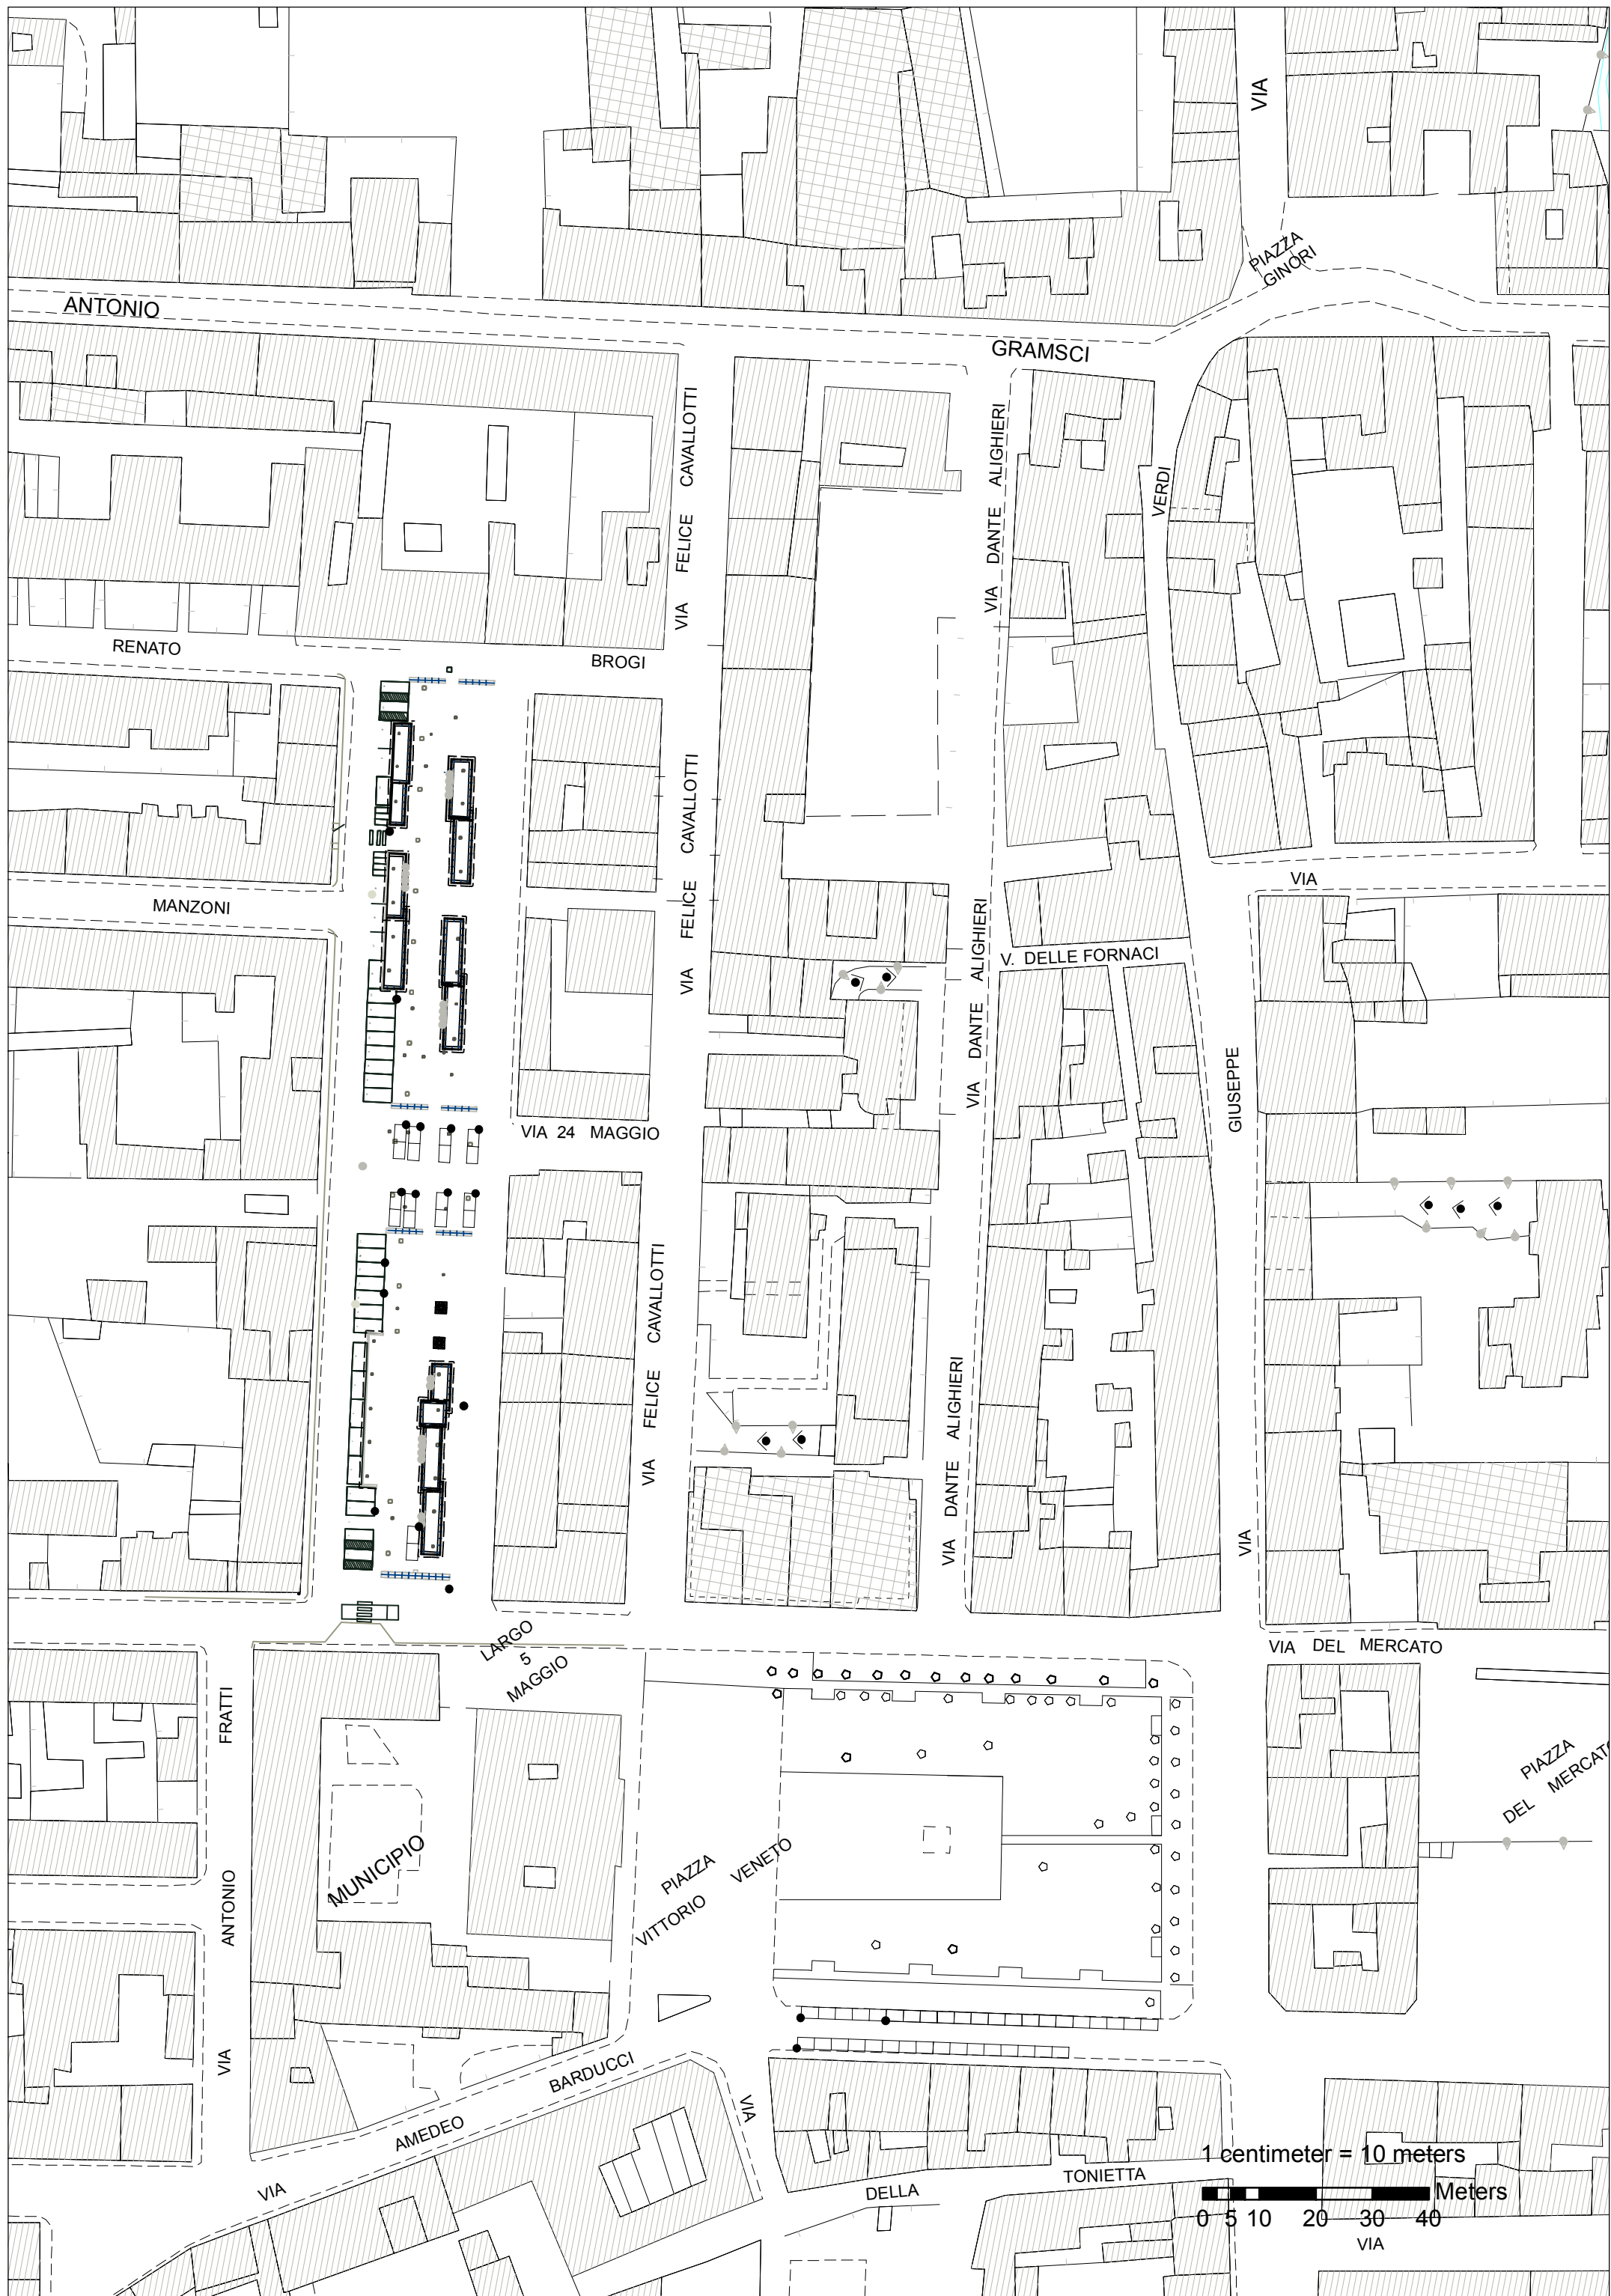 VIA
PIAZZA
GINORI
ANTONIO
GRAMSCI
VIA FELICE CAVALLOTTI
VIA DANTE ALIGHIERI
VERDI
RENATO
BROGI
VIA FELICE CAVALLOTTI
VIA
MANZONI
VIA DANTE ALIGHIERI
V. DELLE FORNACI
GIUSEPPE
VIA 24 MAGGIO
VIA FELICE CAVALLOTTI
VIA DANTE ALIGHIERI
VIA
LARGO
5
MAGGIO
VIA DEL MERCATO
VIA ANTONIO FRATTI
PIAZZA
DEL MERCATO
MUNICIPIO
PIAZZA
VITTORIO VENETO
VIA AMEDEO BARDUCCI
VIA
DELLA
TONIETTA
1 centimeter = 10 meters
Meters
0 5 10 20 30 40
VIA